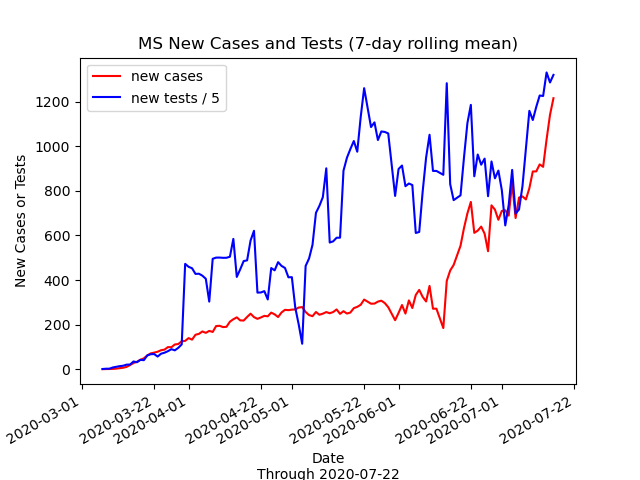 MS New Cases and Tests (7-day rolling mean)
new cases
new tests / 5
New Cases or Tests
1200
1000
800
600
400
200
0
2020-03-01
2020-03-22
2020-04-01
2020-04-22
2020-05-01
2020-05-22
2020-06-01
2020-06-22
2020-07-01
2020-07-22
Date
Through 2020-07-22